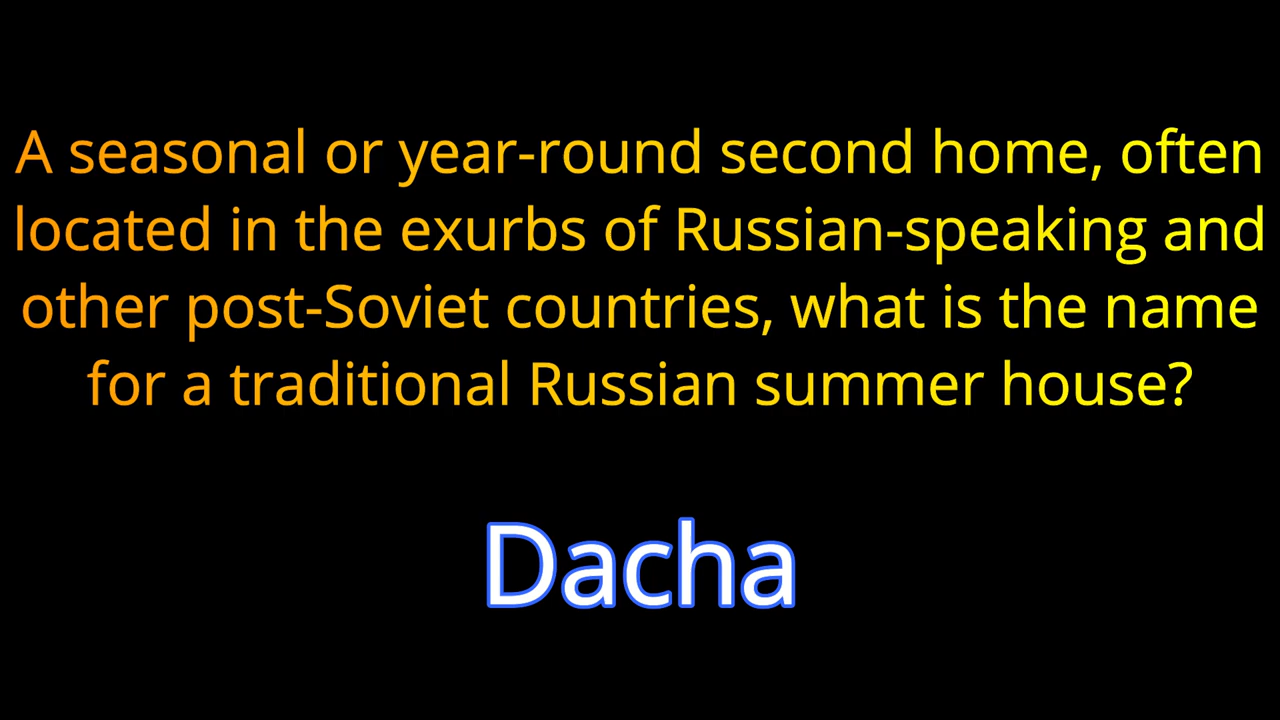 A seasonal or year-round second home, often
located in the exurbs of Russian-speaking and
other post-Soviet countries, what is the name
for a traditional Russian summer house?
Dacha